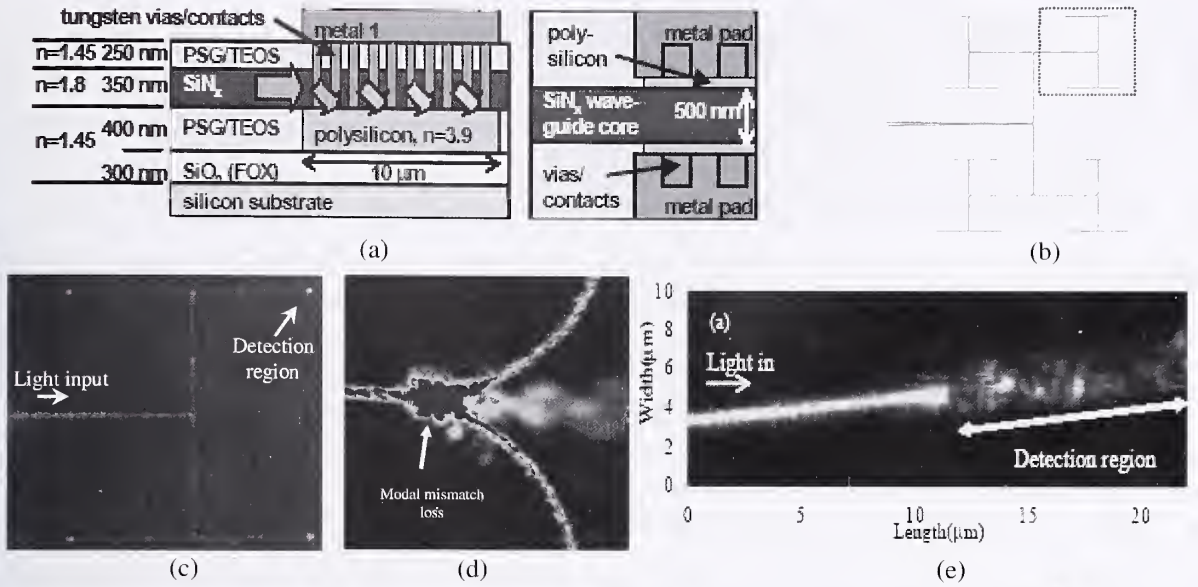 tungsten vias/contacts
metal 1
n=1.45 250 nm
PSG/TEOS
n=1.8 350 nm
SiNx
400 nm
PSG/TEOS
polysilicon, n=3.9
n=1.45
300 nm
SiO2 (FOX)
10 µm
silicon substrate
poly-
silicon
metal pad
SiNx wave-
guide core
500 nm
vias/
contacts
metal pad
(a)
(b)
Light input
Detection
region
(c)
Modal mismatch
loss
(d)
10
8
6
4
2
0
Width(µm)
(a)
Light in
Detection region
0
5
10
15
20
Length(µm)
(e)